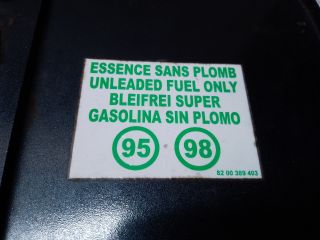 ESSENCE SANS PLOMB
UNLEADED FUEL ONLY
BLEIFREI SUPER
GASOLINA SIN PLOMO
95 98
82 00 389 403